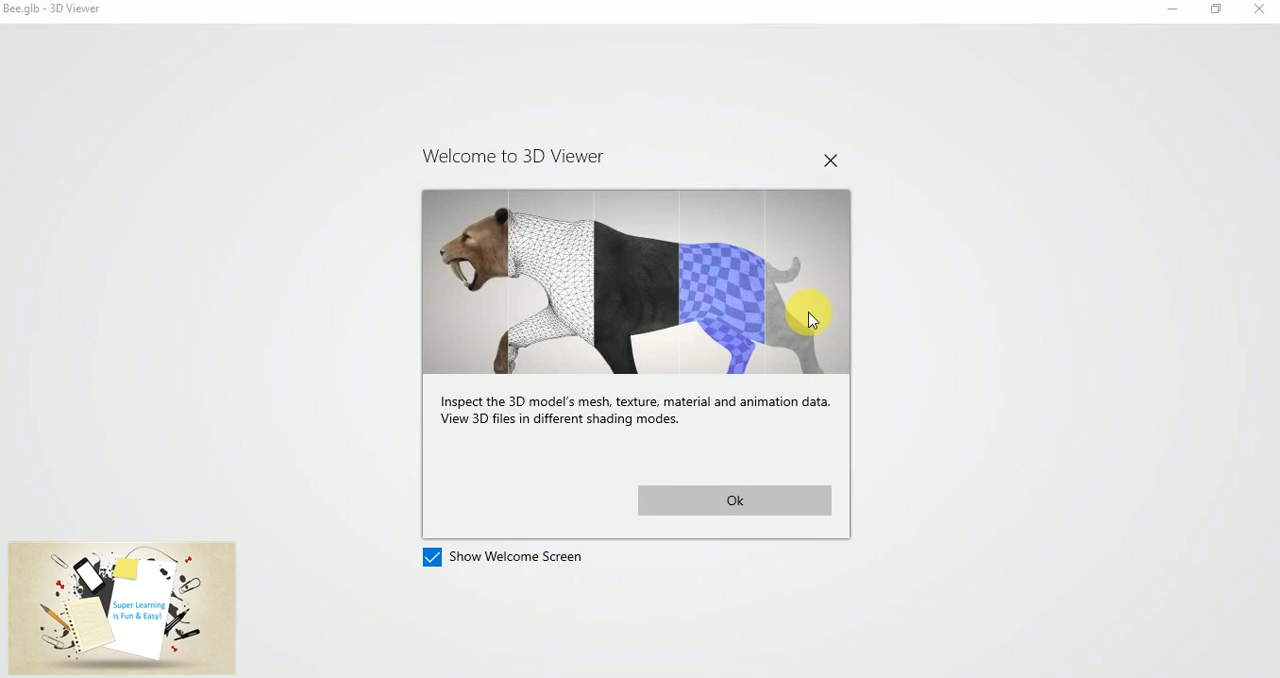 Bee.glb - 3D Viewer
Welcome to 3D Viewer
Inspect the 3D model's mesh, texture, material and animation data.
View 3D files in different shading modes.
Ok
Show Welcome Screen
Super Learning
is Fun & Easy!